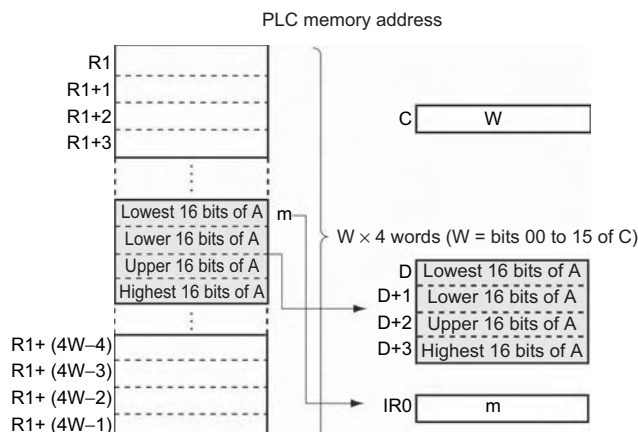 PLC memory address
R1
R1+1
R1+2
R1+3
C W
Lowest 16 bits of A m
Lower 16 bits of A
Upper 16 bits of A
Highest 16 bits of A
W × 4 words (W = bits 00 to 15 of C)
D Lowest 16 bits of A
D+1 Lower 16 bits of A
D+2 Upper 16 bits of A
D+3 Highest 16 bits of A
R1+ (4W–4)
R1+ (4W–3)
R1+ (4W–2)
R1+ (4W–1)
IR0 m